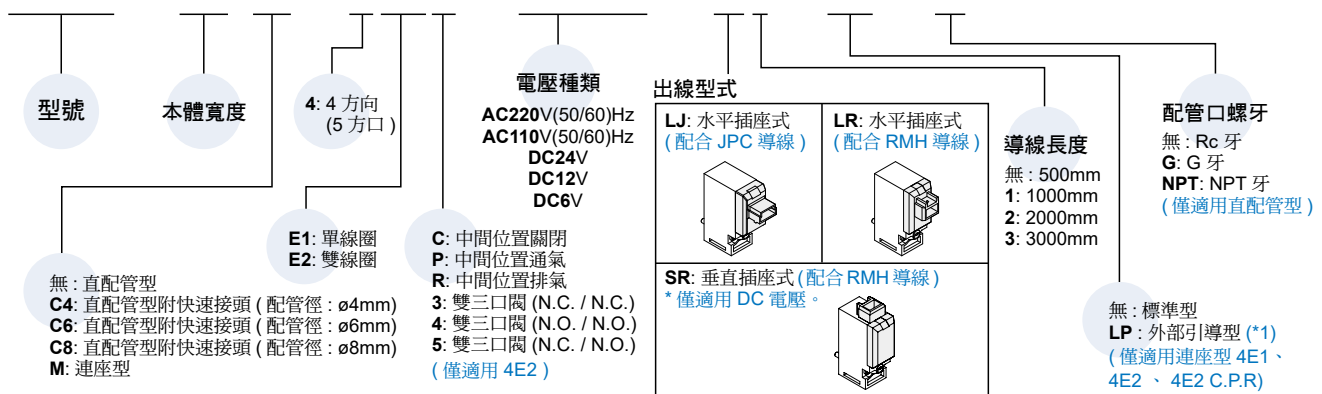 型號
本體寬度
4: 4 方向
(5 方口 )
電壓種類
AC220V(50/60)Hz
AC110V(50/60)Hz
DC24V
DC12V
DC6V
出線型式
LJ: 水平插座式
( 配合 JPC 導線 )
LR: 水平插座式
( 配合 RMH 導線 )
SR: 垂直插座式 ( 配合 RMH 導線 )
* 僅適用 DC 電壓。
導線長度
無 : 500mm
1: 1000mm
2: 2000mm
3: 3000mm
配管口螺牙
無 : Rc 牙
G: G 牙
NPT: NPT 牙
( 僅適用直配管型 )
E1: 單線圈
E2: 雙線圈
C: 中間位置關閉
P: 中間位置通氣
R: 中間位置排氣
3: 雙三口閥 (N.C. / N.C.)
4: 雙三口閥 (N.O. / N.O.)
5: 雙三口閥 (N.C. / N.O.)
( 僅適用 4E2 )
無 : 直配管型
C4: 直配管型附快速接頭 ( 配管徑 : ø4mm)
C6: 直配管型附快速接頭 ( 配管徑 : ø6mm)
C8: 直配管型附快速接頭 ( 配管徑 : ø8mm)
M: 連座型
無 : 標準型
LP : 外部引導型 (*1)
( 僅適用連座型 4E1、
4E2 、 4E2 C.P.R)